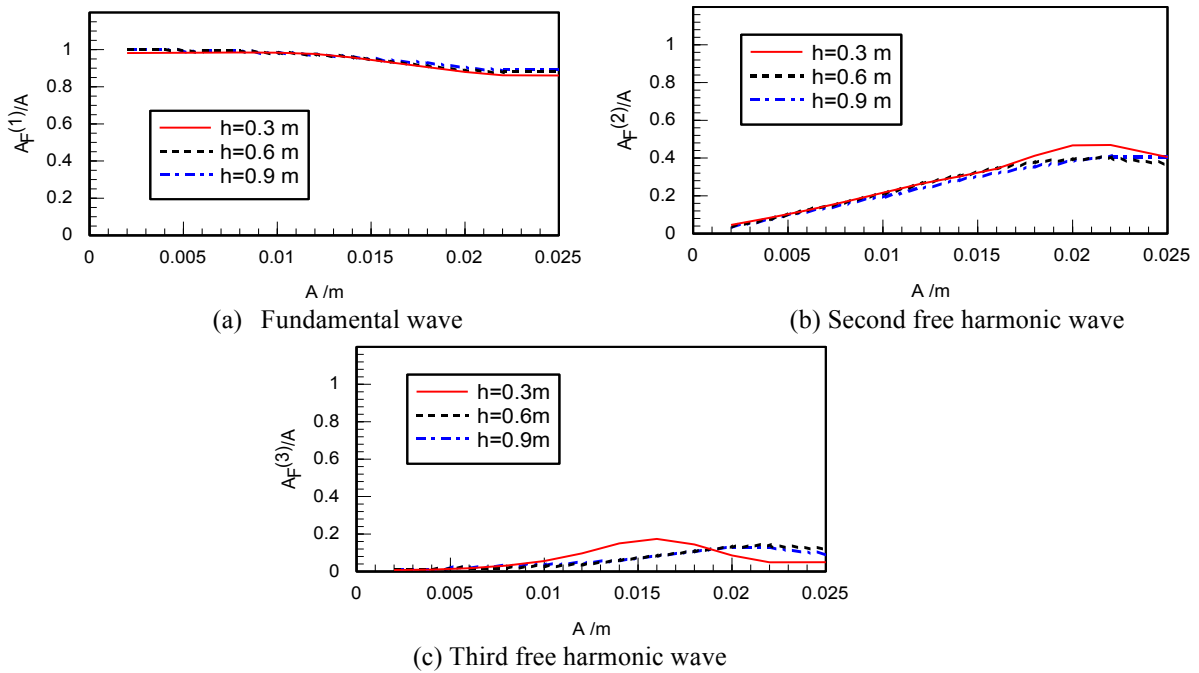 1
0.8
0.6
0.4
0.2
0
A_F^(1)/A
h=0.3 m
h=0.6 m
h=0.9 m
0 0.005 0.01 0.015 0.02 0.025
A /m
(a) Fundamental wave
1
0.8
0.6
0.4
0.2
0
A_F^(2)/A
h=0.3 m
h=0.6 m
h=0.9 m
0 0.005 0.01 0.015 0.02 0.025
A /m
(b) Second free harmonic wave
1
0.8
0.6
0.4
0.2
0
A_F^(3)/A
h=0.3m
h=0.6m
h=0.9m
0 0.005 0.01 0.015 0.02 0.025
A /m
(c) Third free harmonic wave